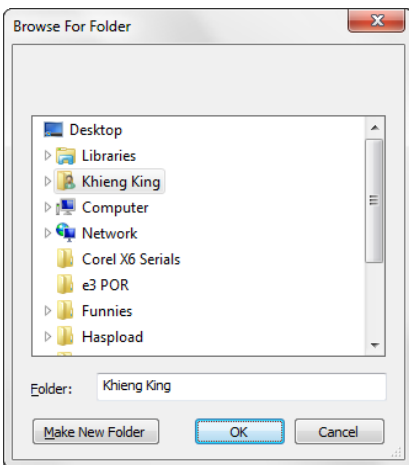 Browse For Folder
Desktop
Libraries
Khieng King
Computer
Network
Corel X6 Serials
e3 POR
Funnies
Haspload
Folder: Khieng King
Make New Folder OK Cancel